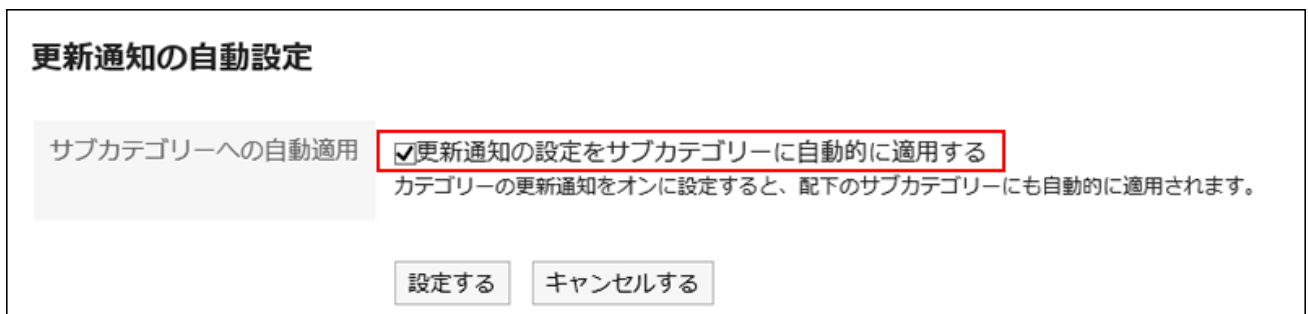 更新通知の自動設定
サブカテゴリーへの自動適用
更新通知の設定をサブカテゴリーに自動的に適用する
カテゴリーの更新通知をオンに設定すると、配下のサブカテゴリーにも自動的に適用されます。
設定する
キャンセルする